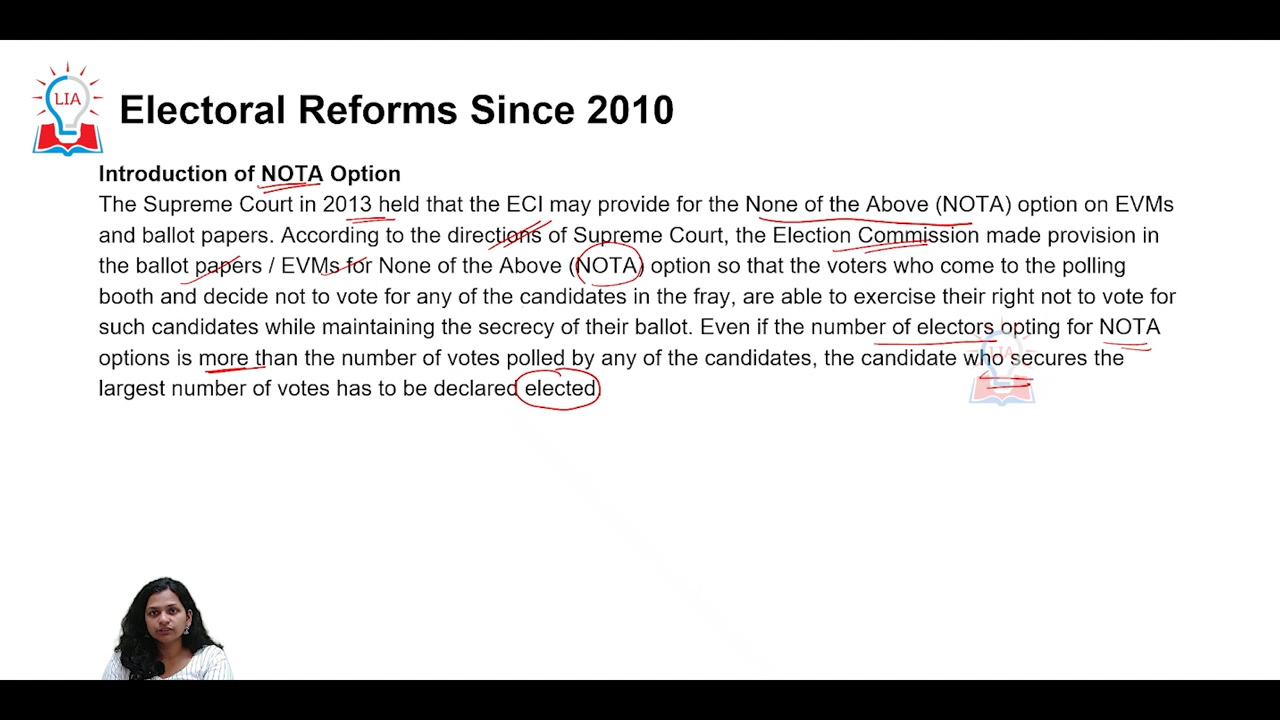 LIA
Electoral Reforms Since 2010
Introduction of NOTA Option
The Supreme Court in 2013 held that the ECI may provide for the None of the Above (NOTA) option on EVMs
and ballot papers. According to the directions of Supreme Court, the Election Commission made provision in
the ballot papers / EVMs for None of the Above (NOTA) option so that the voters who come to the polling
booth and decide not to vote for any of the candidates in the fray, are able to exercise their right not to vote for
such candidates while maintaining the secrecy of their ballot. Even if the number of electors opting for NOTA
options is more than the number of votes polled by any of the candidates, the candidate who secures the
largest number of votes has to be declared elected.
LIA